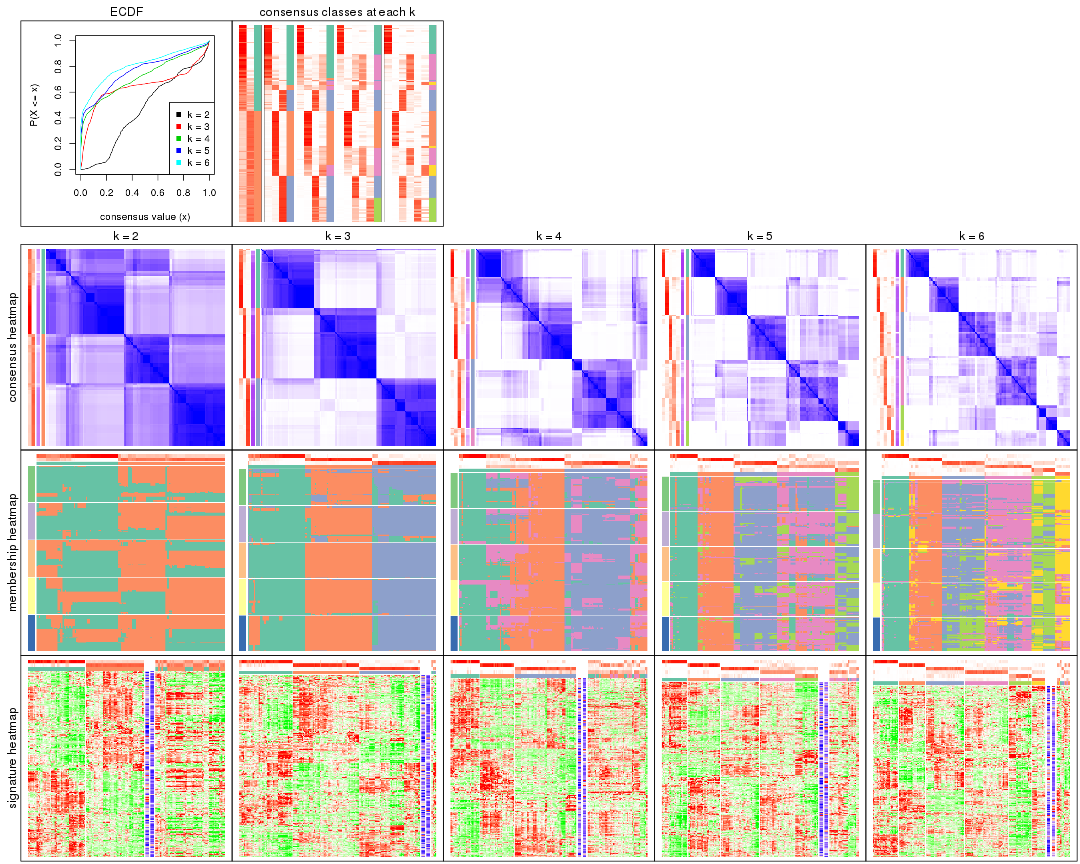 ECDF
consensus classes at each k
P(X <= x)
0.0 0.2 0.4 0.6 0.8 1.0
k = 2
k = 3
k = 4
k = 5
k = 6
0.0 0.2 0.4 0.6 0.8 1.0
consensus value (x)
k = 2
k = 3
k = 4
k = 5
k = 6
consensus heatmap
membership heatmap
signature heatmap